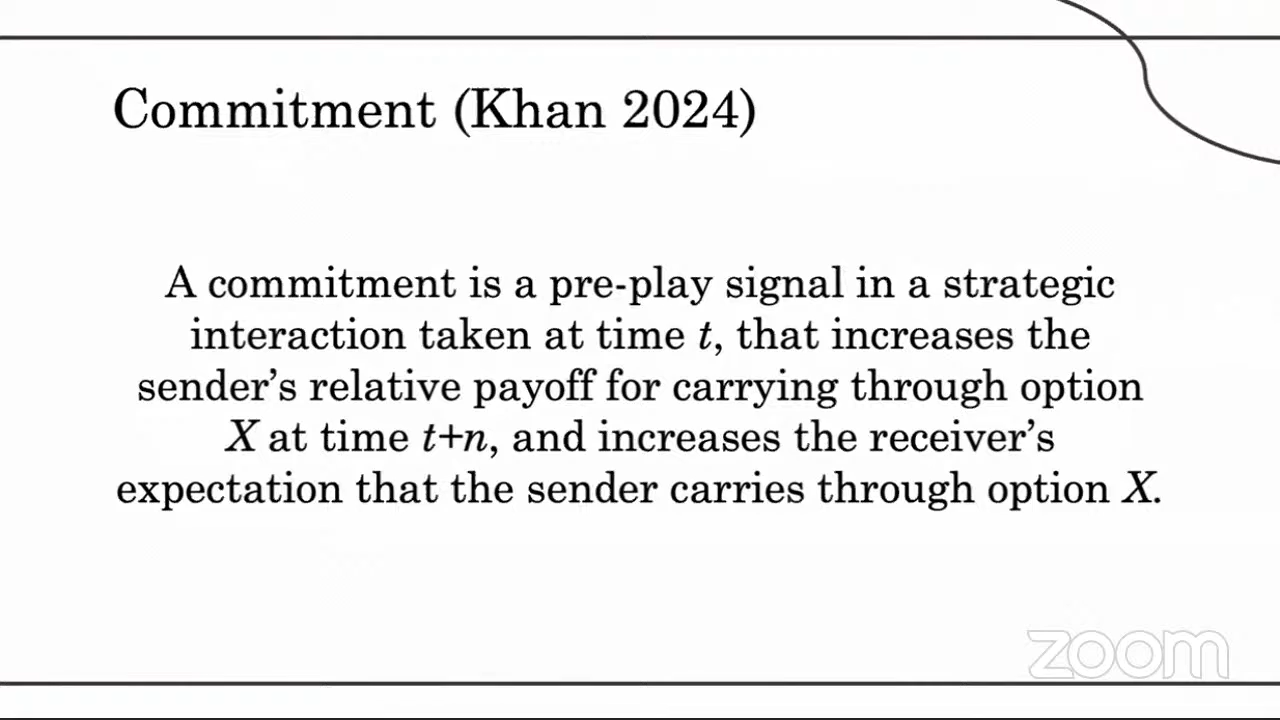 Commitment (Khan 2024)
A commitment is a pre-play signal in a strategic
interaction taken at time t, that increases the
sender’s relative payoff for carrying through option
X at time t+n, and increases the receiver’s
expectation that the sender carries through option X.
zoom